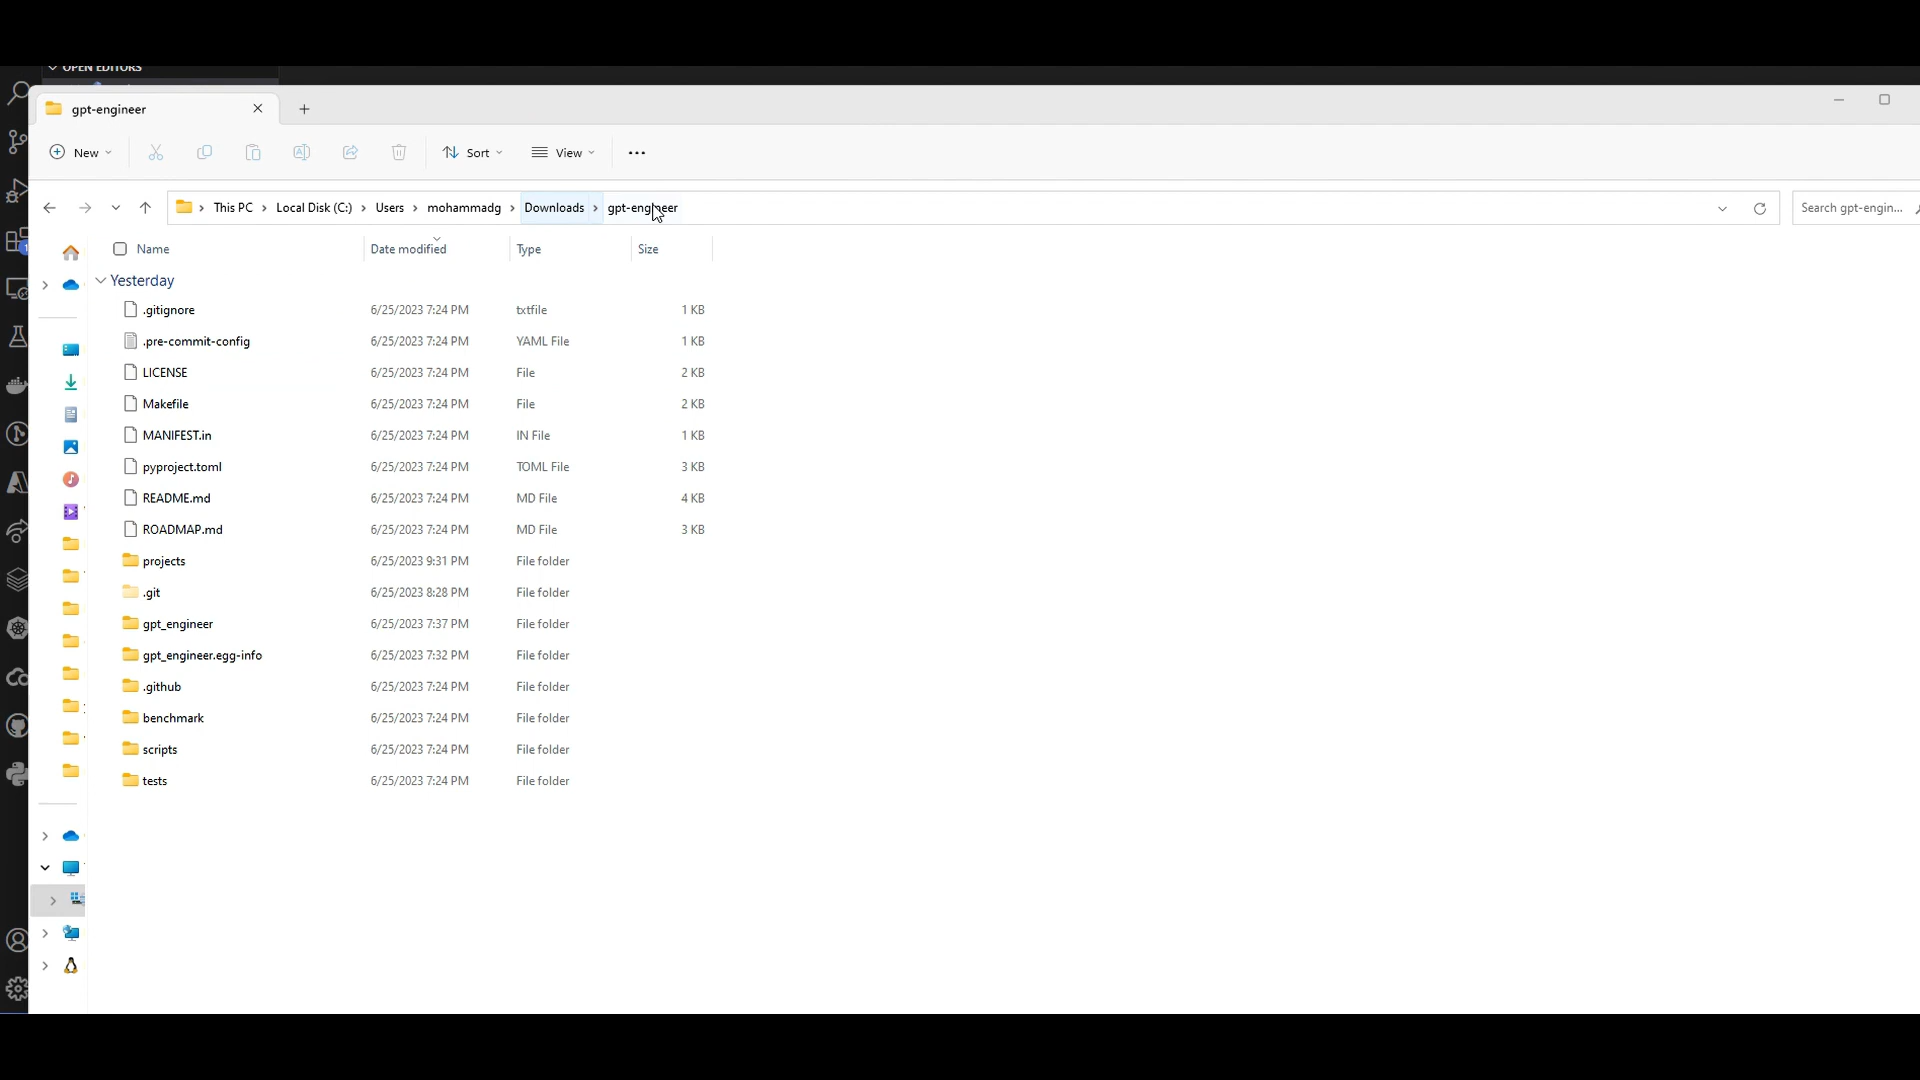 OPEN EDITORS
gpt-engineer
New Sort View
This PC Local Disk (C:) Users mohammadg Downloads gpt-engineer Search gpt-engin...
Name Date modified Type Size
Yesterday
.gitignore 6/25/2023 7:24 PM txtfile 1 KB
.pre-commit-config 6/25/2023 7:24 PM YAML File 1 KB
LICENSE 6/25/2023 7:24 PM File 2 KB
Makefile 6/25/2023 7:24 PM File 2 KB
MANIFEST.in 6/25/2023 7:24 PM IN File 1 KB
pyproject.toml 6/25/2023 7:24 PM TOML File 3 KB
README.md 6/25/2023 7:24 PM MD File 4 KB
ROADMAP.md 6/25/2023 7:24 PM MD File 3 KB
projects 6/25/2023 9:31 PM File folder
.git 6/25/2023 8:28 PM File folder
gpt_engineer 6/25/2023 7:37 PM File folder
gpt_engineer.egg-info 6/25/2023 7:32 PM File folder
.github 6/25/2023 7:24 PM File folder
benchmark 6/25/2023 7:24 PM File folder
scripts 6/25/2023 7:24 PM File folder
tests 6/25/2023 7:24 PM File folder